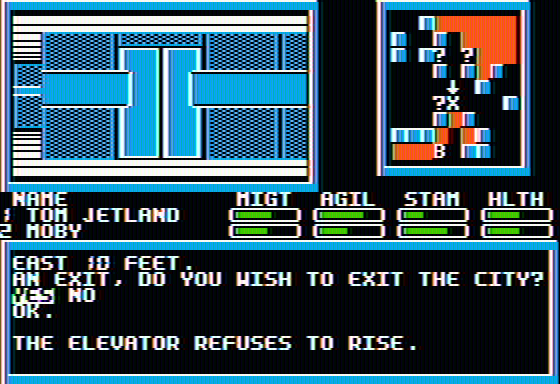 ? ?
?X
B
NAME MIGT AGIL STAM HLTH
1 TOM JETLAND
2 MOBY
EAST 10 FEET.
AN EXIT, DO YOU WISH TO EXIT THE CITY?
YES NO
OK.
THE ELEVATOR REFUSES TO RISE.